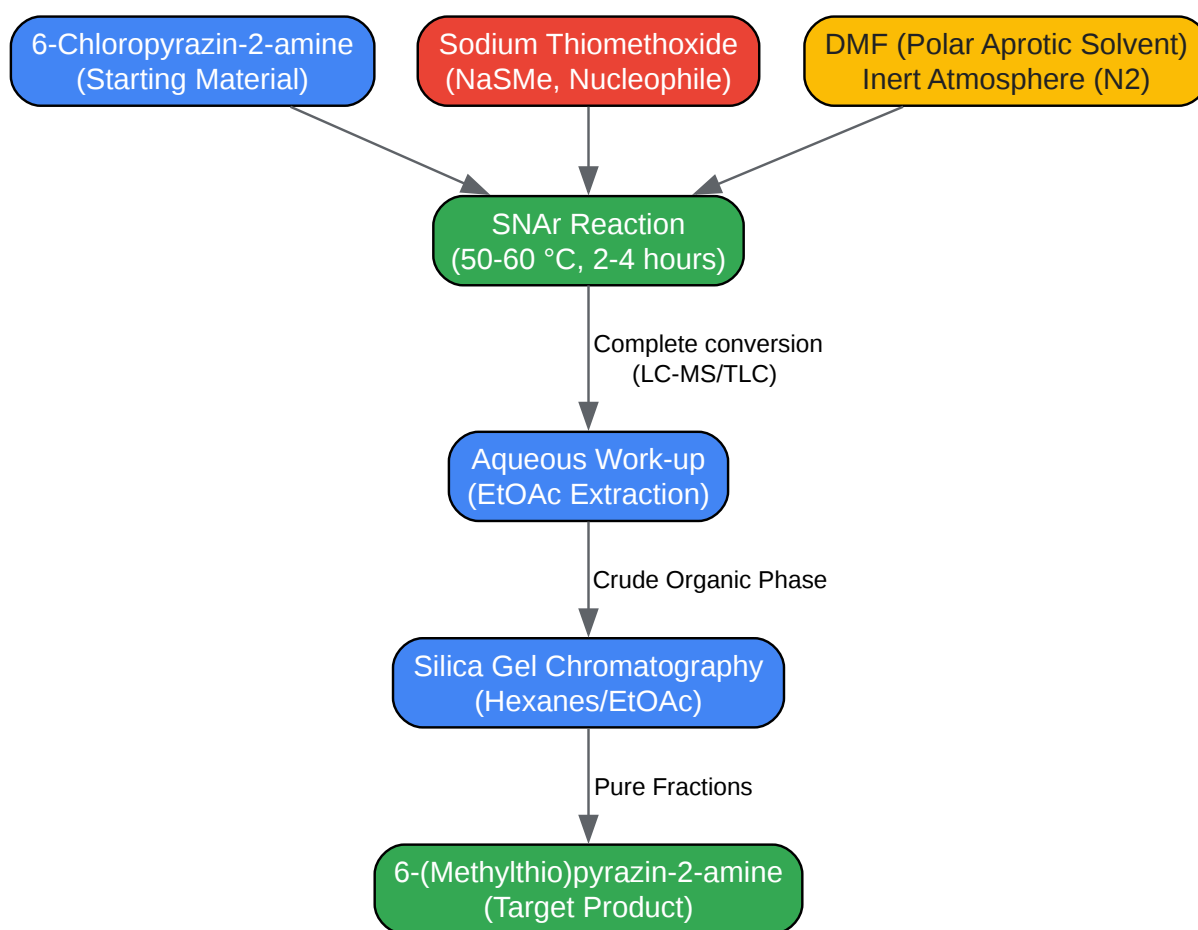 6-Chloropyrazin-2-amine
(Starting Material)
Sodium Thiomethoxide
(NaSMe, Nucleophile)
DMF (Polar Aprotic Solvent)
Inert Atmosphere (N2)
SNAr Reaction
(50-60 °C, 2-4 hours)
Complete conversion
(LC-MS/TLC)
Aqueous Work-up
(EtOAc Extraction)
Crude Organic Phase
Silica Gel Chromatography
(Hexanes/EtOAc)
Pure Fractions
6-(Methylthio)pyrazin-2-amine
(Target Product)